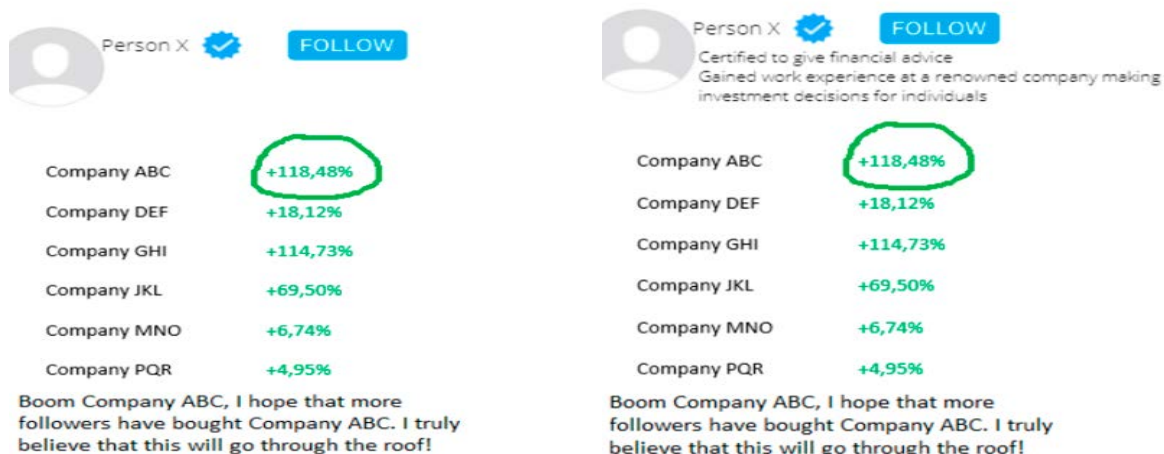 Person X
FOLLOW
Company ABC +118,48%
Company DEF +18,12%
Company GHI +114,73%
Company JKL +69,50%
Company MNO +6,74%
Company PQR +4,95%
Boom Company ABC, I hope that more
followers have bought Company ABC. I truly
believe that this will go through the roof!
Person X
FOLLOW
Certified to give financial advice
Gained work experience at a renowned company making
investment decisions for individuals
Company ABC +118,48%
Company DEF +18,12%
Company GHI +114,73%
Company JKL +69,50%
Company MNO +6,74%
Company PQR +4,95%
Boom Company ABC, I hope that more
followers have bought Company ABC. I truly
believe that this will go through the roof!